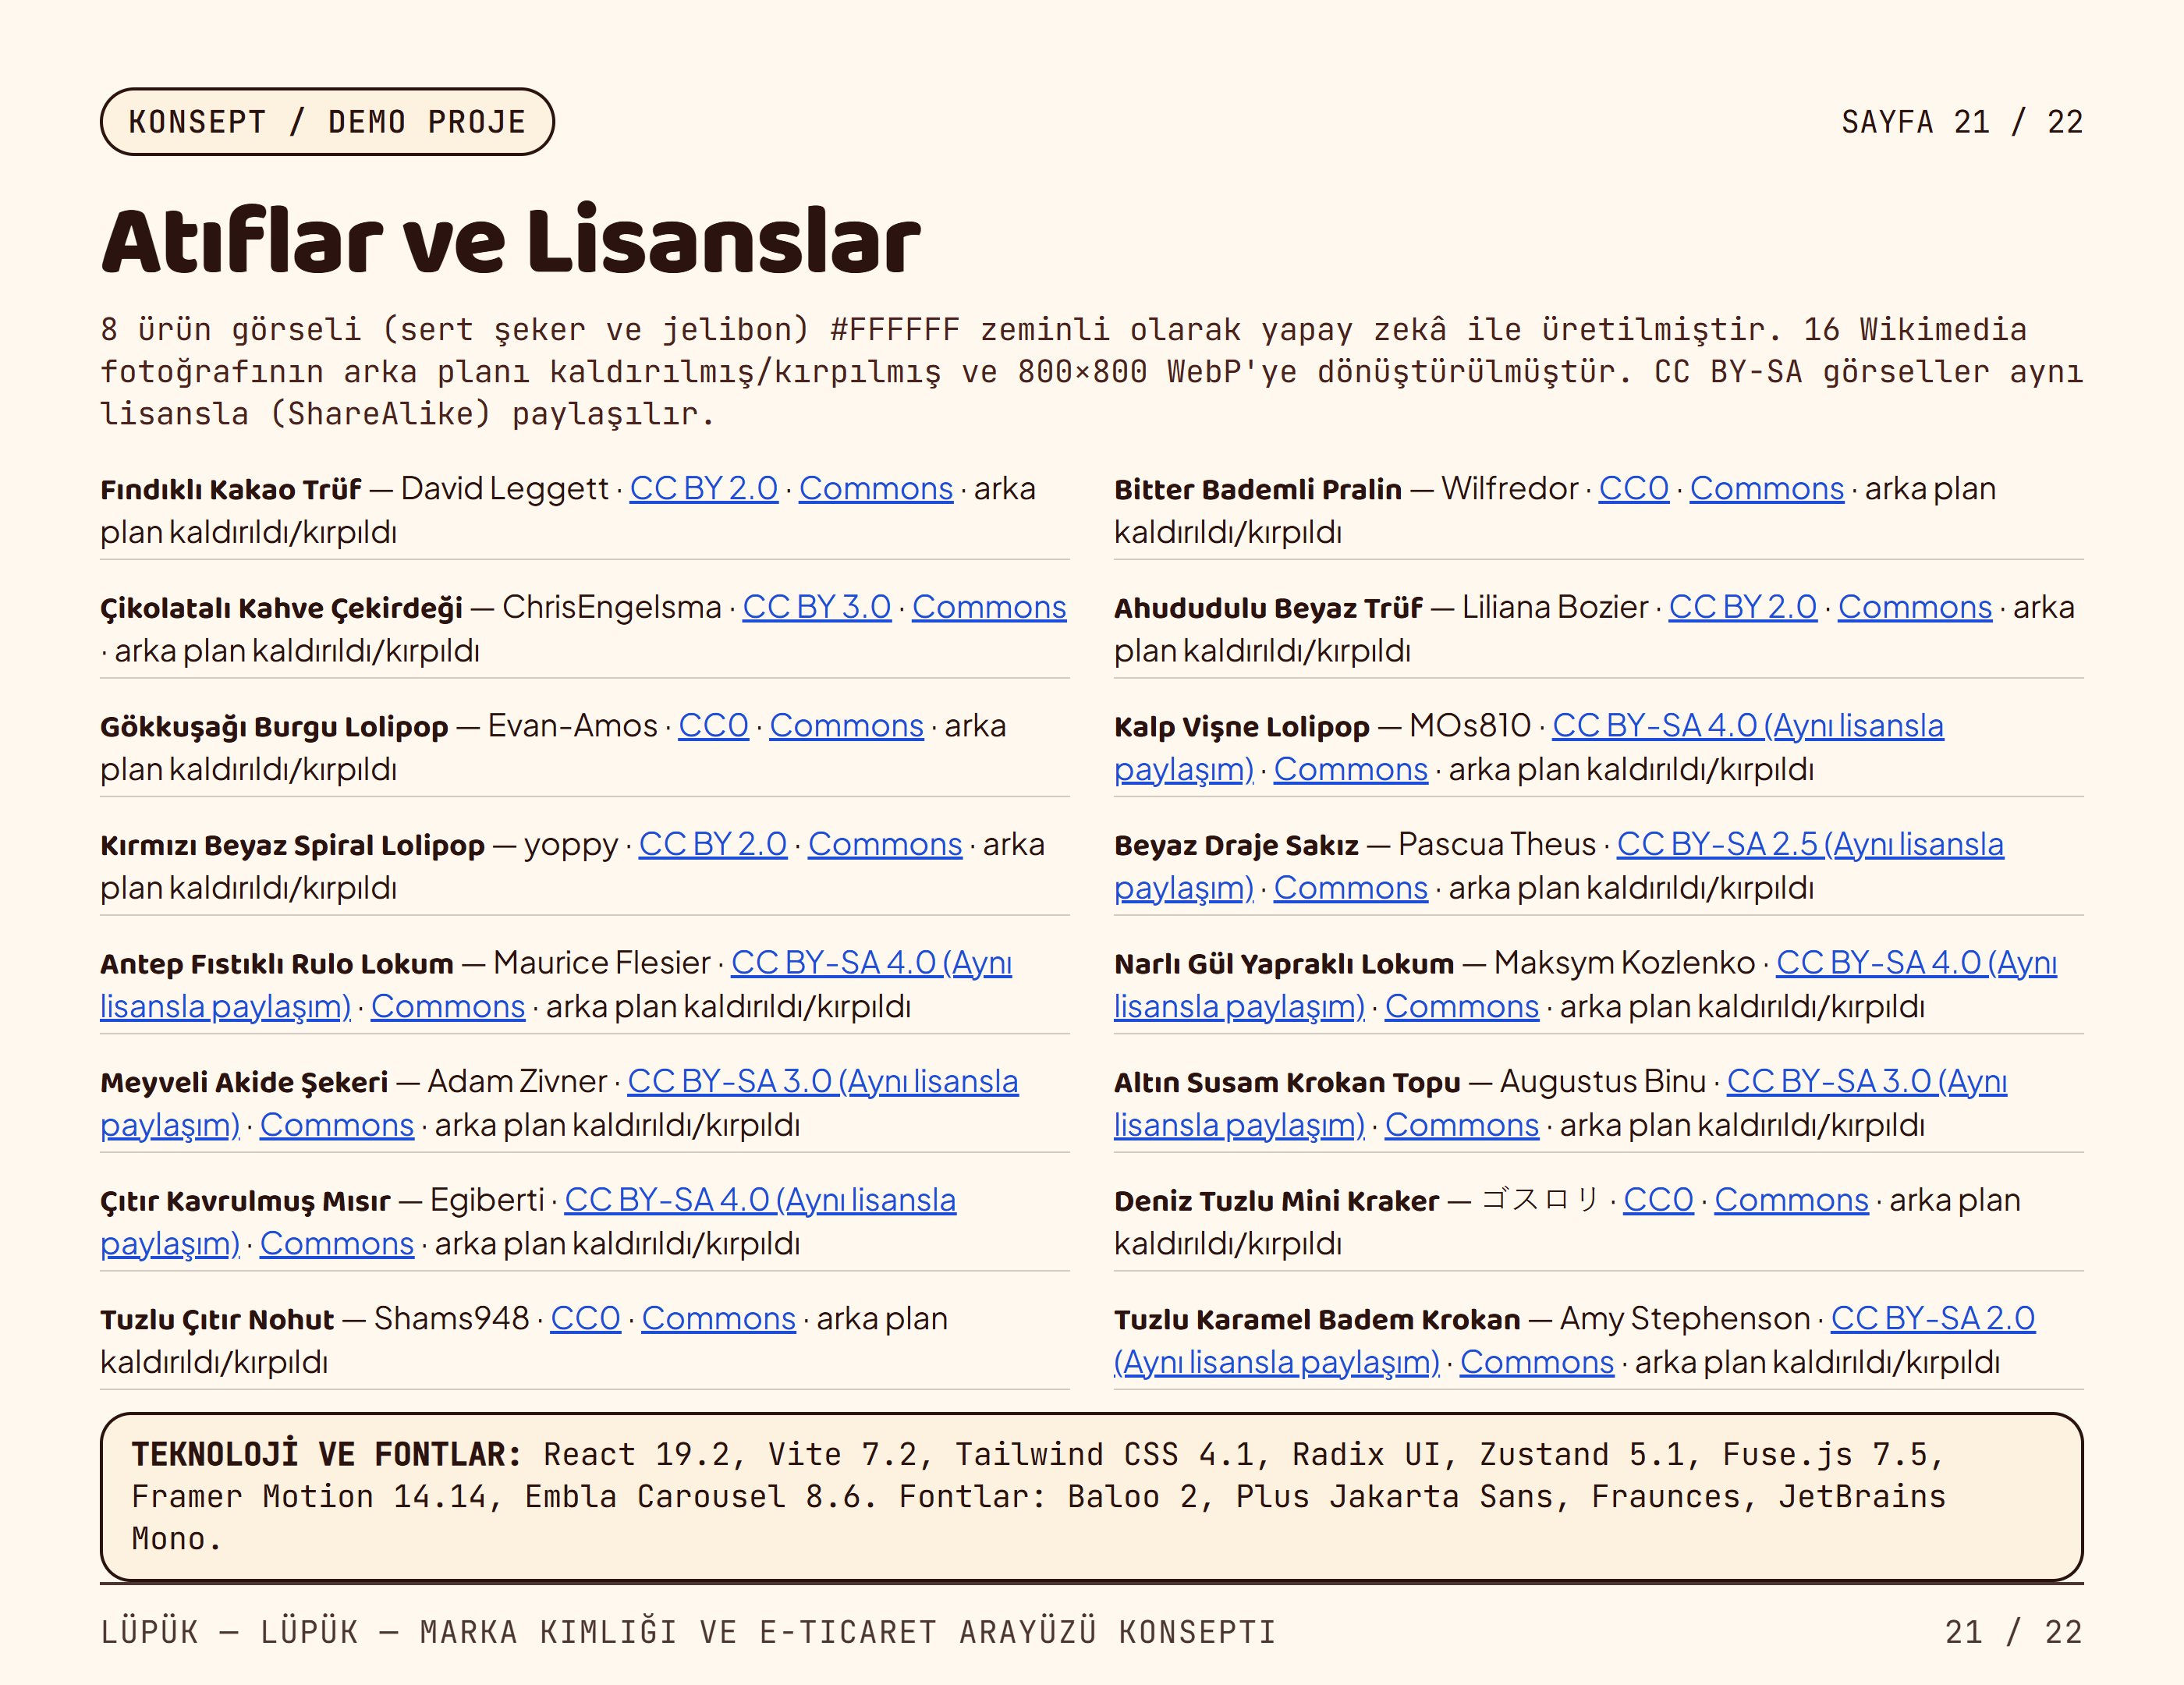 KONSEPT / DEMO PROJE
SAYFA 21 / 22
Atıflar ve Lisanslar
8 ürün görseli (sert şeker ve jelibon) #FFFFFF zeminli olarak yapay zekâ ile üretilmiştir. 16 Wikimedia
fotoğrafının arka planı kaldırılmış/kırpılmış ve 800×800 WebP'ye dönüştürülmüştür. CC BY-SA görseller aynı
lisansla (ShareAlike) paylaşılır.
Fındıklı Kakao Trüf — David Leggett · CC BY 2.0 · Commons · arka
plan kaldırıldı/kırpıldı
Bitter Bademli Pralin — Wilfredor · CC0 · Commons · arka plan
kaldırıldı/kırpıldı
Çikolatalı Kahve Çekirdeği — ChrisEngelsma · CC BY 3.0 · Commons
· arka plan kaldırıldı/kırpıldı
Ahududulu Beyaz Trüf — Liliana Bozier · CC BY 2.0 · Commons · arka
plan kaldırıldı/kırpıldı
Gökkuşağı Burgu Lolipop — Evan-Amos · CC0 · Commons · arka
plan kaldırıldı/kırpıldı
Kalp Vişne Lolipop — MOs810 · CC BY-SA 4.0 (Aynı lisansla
paylaşım) · Commons · arka plan kaldırıldı/kırpıldı
Kırmızı Beyaz Spiral Lolipop — yoppy · CC BY 2.0 · Commons · arka
plan kaldırıldı/kırpıldı
Beyaz Draje Sakız — Pascua Theus · CC BY-SA 2.5 (Aynı lisansla
paylaşım) · Commons · arka plan kaldırıldı/kırpıldı
Antep Fıstıklı Rulo Lokum — Maurice Flesier · CC BY-SA 4.0 (Aynı
lisansla paylaşım) · Commons · arka plan kaldırıldı/kırpıldı
Narlı Gül Yapraklı Lokum — Maksym Kozlenko · CC BY-SA 4.0 (Aynı
lisansla paylaşım) · Commons · arka plan kaldırıldı/kırpıldı
Meyveli Akide Şekeri — Adam Zivner · CC BY-SA 3.0 (Aynı lisansla
paylaşım) · Commons · arka plan kaldırıldı/kırpıldı
Altın Susam Krokan Topu — Augustus Binu · CC BY-SA 3.0 (Aynı
lisansla paylaşım) · Commons · arka plan kaldırıldı/kırpıldı
Çıtır Kavrulmuş Mısır — Egiberti · CC BY-SA 4.0 (Aynı lisansla
paylaşım) · Commons · arka plan kaldırıldı/kırpıldı
Deniz Tuzlu Mini Kraker — ゴスロリ · CC0 · Commons · arka plan
kaldırıldı/kırpıldı
Tuzlu Çıtır Nohut — Shams948 · CC0 · Commons · arka plan
kaldırıldı/kırpıldı
Tuzlu Karamel Badem Krokan — Amy Stephenson · CC BY-SA 2.0
(Aynı lisansla paylaşım) · Commons · arka plan kaldırıldı/kırpıldı
TEKNOLOJİ VE FONTLAR: React 19.2, Vite 7.2, Tailwind CSS 4.1, Radix UI, Zustand 5.1, Fuse.js 7.5,
Framer Motion 14.14, Embla Carousel 8.6. Fontlar: Baloo 2, Plus Jakarta Sans, Fraunces, JetBrains
Mono.
LÜPÜK — LÜPÜK — MARKA KIMLIĞI VE E-TICARET ARAYÜZÜ KONSEPTI
21 / 22